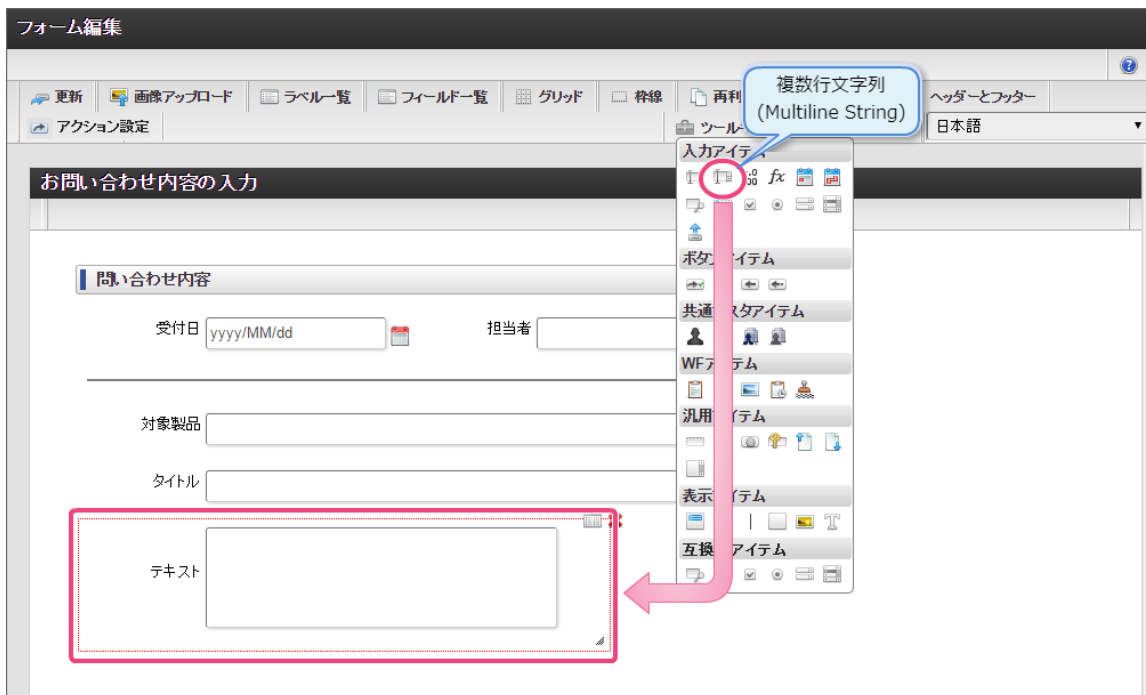 フォーム編集
更新 画像アップロード ラベル一覧 フィールド一覧 グリッド 枠線 再利 ヘッダーとフッター
複数行文字列
(Multiline String)
アクション設定 ツール 日本語
入力アイテム
お問い合わせ内容の入力
fx
ボタ イテム
問い合わせ内容
共通 スタアイテム
受付日 yyyy/MM/dd 担当者
WFア テム
対象製品
汎用 イテム
タイトル
表示 イテム
T
互換 アイテム
テキスト